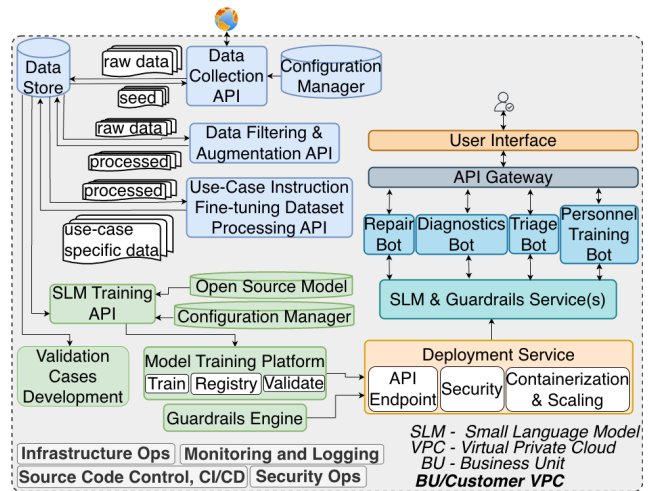 Data
Store
raw data
seed
Data
Collection
API
Configuration
Manager
raw data
processed
Data Filtering &
Augmentation API
processed
use-case
specific data
Use-Case Instruction
Fine-tuning Dataset
Processing API
User Interface
API Gateway
Repair
Bot
Diagnostics
Bot
Triage
Bot
Personnel
Training
Bot
SLM & Guardrails Service(s)
SLM Training
API
Open Source Model
Configuration Manager
Validation
Cases
Development
Model Training Platform
Train
Registry
Validate
Guardrails Engine
Deployment Service
API
Endpoint
Security
Containerization
& Scaling
Infrastructure Ops
Monitoring and Logging
Source Code Control, CI/CD
Security Ops
SLM - Small Language Model
VPC - Virtual Private Cloud
BU - Business Unit
BU/Customer VPC